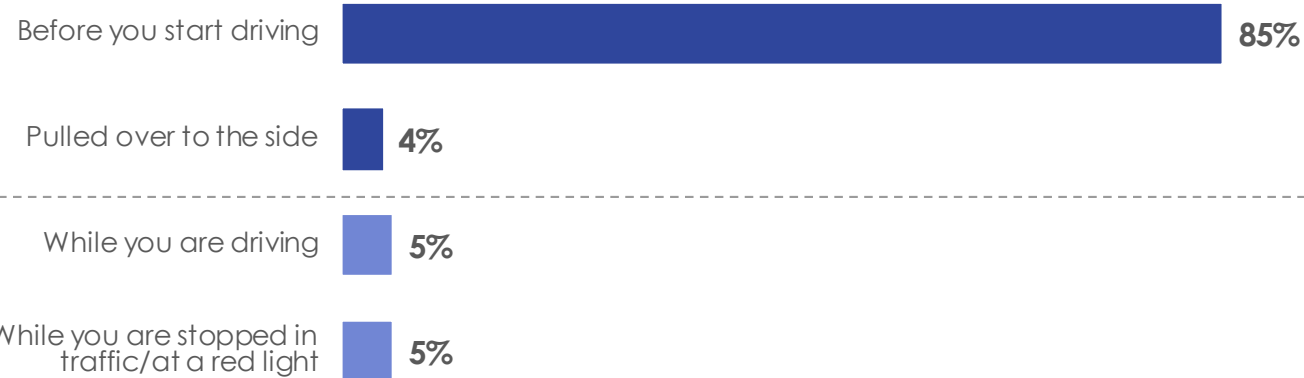 Before you start driving
85%
Pulled over to the side
4%
While you are driving
5%
While you are stopped in
traffic/at a red light
5%